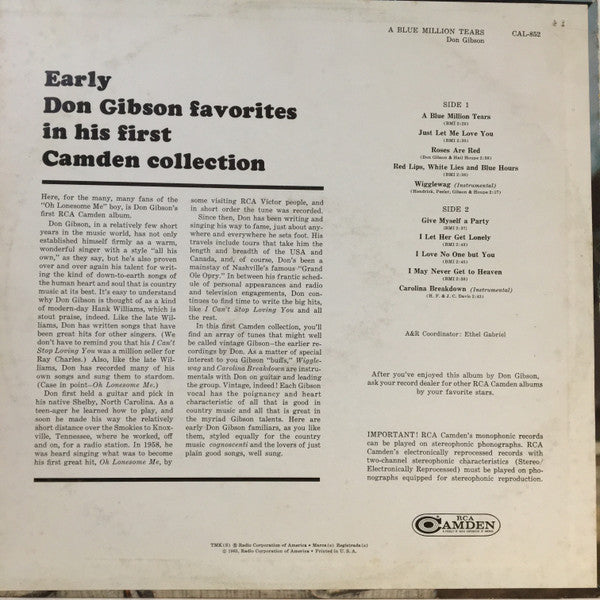 A BLUE MILLION TEARS CAL-852
Don Gibson
Early
Don Gibson favorites
in his first
Camden collection
Here, for the many, many fans of the
"Oh Lonesome Me" boy, is Don Gibson's
first RCA Camden album.
Don Gibson, in a relatively few short
years in the music world, has not only
established himself firmly as a warm,
wonderful singer with a style "all his
own," as they say, but he's also proven
over and over again his talent for writ-
ing the kind of down-to-earth songs of
the human heart and soul that is country
music at its best. It's easy to understand
why Don Gibson is thought of as a kind
of modern-day Hank Williams, which is
stout praise, indeed. Like the late Wil-
liams, Don has written songs that have
been great hits for other singers. (We
don't have to remind you that his I Can't
Stop Loving You was a million seller for
Ray Charles.) Also, like the late Wil-
liams, Don has recorded many of his
own songs and sung them to stardom.
(Case in point—Oh Lonesome Me.)
Don first held a guitar and pick in
his native Shelby, North Carolina. As a
teen-ager he learned how to play, and
soon he made his way the relatively
short distance over the Smokies to Knox-
ville, Tennessee, where he worked, off
and on, for a radio station. In 1958, he
was heard singing what was to become
his first great hit, Oh Lonesome Me, by
some visiting RCA Victor people, and
in short order the tune was recorded.
Since then, Don has been writing and
singing his way to fame, just about any-
where and everywhere he sets foot. His
travels include tours that take him the
length and breadth of the USA and
Canada, and, of course, Don's been a
mainstay of Nashville's famous "Grand
Ole Opry." In between his frantic sched-
ule of personal appearances and radio
and television engagements, Don con-
tinues to find time to write the big hits,
like I Can't Stop Loving You and all
the rest.
In this first Camden collection, you'll
find an array of tunes that might well
be called vintage Gibson—the earlier re-
cordings by Don. As a matter of special
interest to you Gibson "buffs," Wiggle-
wag and Carolina Breakdown are instru-
mentals with Don on guitar and leading
the group. Vintage, indeed! Each Gibson
vocal has the poignancy and heart
characteristic of all that is good in
country music and all that is great in
the myriad Gibson talents. Here are
early Don Gibson familiars, as you like
them, styled equally for the country
music cognoscenti and the lovers of just
plain good songs, well sung.
SIDE 1
A Blue Million Tears
Just Let Me Love You
Roses Are Red
Red Lips, White Lies and Blue Hours
Wigglewag (Instrumental)
SIDE 2
Give Myself a Party
I Let Her Get Lonely
I Love No One but You
I May Never Get to Heaven
Carolina Breakdown (Instrumental)
A&R Coordinator: Ethel Gabriel
After you've enjoyed this album by Don Gibson,
ask your record dealer for other RCA Camden albums
by your favorite stars.
IMPORTANT! RCA Camden's monophonic records
can be played on stereophonic phonographs. RCA
Camden's electronically reprocessed records with
two-channel stereophonic characteristics (Stereo/
Electronically Reprocessed) must be played on pho-
nographs equipped for stereophonic reproduction.
RCA
CAMDEN
TMK(S) ® Radio Corporation of America • Marca(s) Registrada(s)
Radio Corporation of America • Printed in U. S. A.